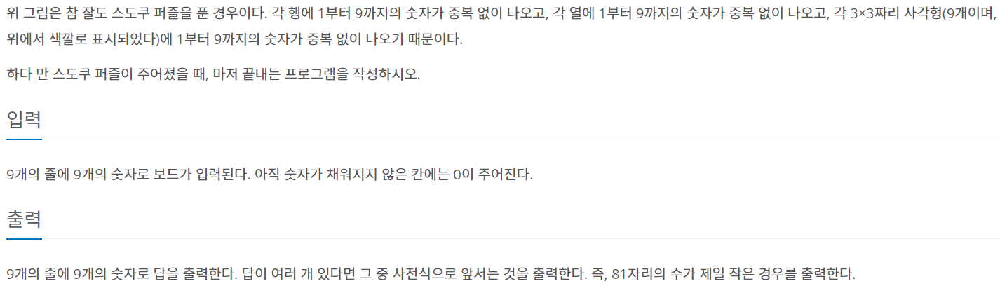 위 그림은 참 잘도 스도쿠 퍼즐을 푼 경우이다. 각 행에 1부터 9까지의 숫자가 중복 없이 나오고, 각 열에 1부터 9까지의 숫자가 중복 없이 나오고, 각 3×3짜리 사각형(9개이며,
위에서 색깔로 표시되었다)에 1부터 9까지의 숫자가 중복 없이 나오기 때문이다.
하다 만 스도쿠 퍼즐이 주어졌을 때, 마저 끝내는 프로그램을 작성하시오.
입력
9개의 줄에 9개의 숫자로 보드가 입력된다. 아직 숫자가 채워지지 않은 칸에는 0이 주어진다.
출력
9개의 줄에 9개의 숫자로 답을 출력한다. 답이 여러 개 있다면 그 중 사전식으로 앞서는 것을 출력한다. 즉, 81자리의 수가 제일 작은 경우를 출력한다.